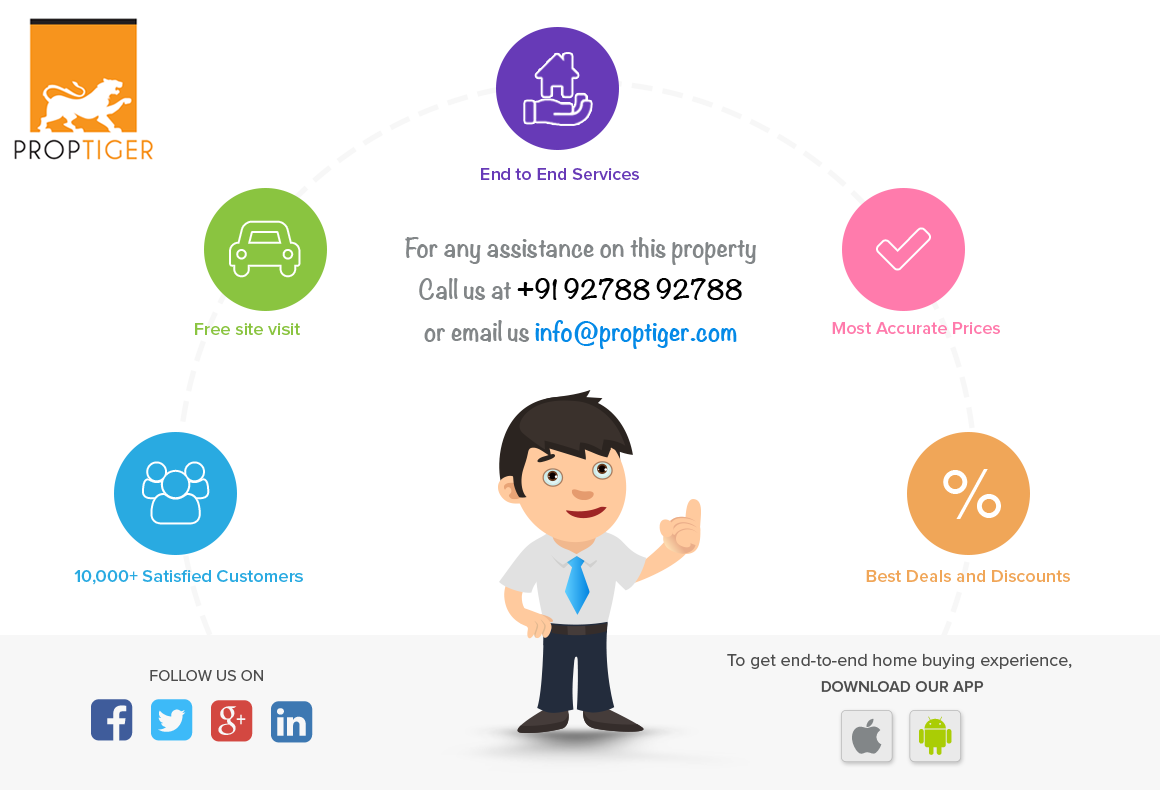 PROPTIGER
End to End Services
Free site visit
Most Accurate Prices
For any assistance on this property
Call us at +91 92788 92788
or email us info@proptiger.com
10,000+ Satisfied Customers
%
Best Deals and Discounts
FOLLOW US ON
f
g+
in
To get end-to-end home buying experience,
DOWNLOAD OUR APP